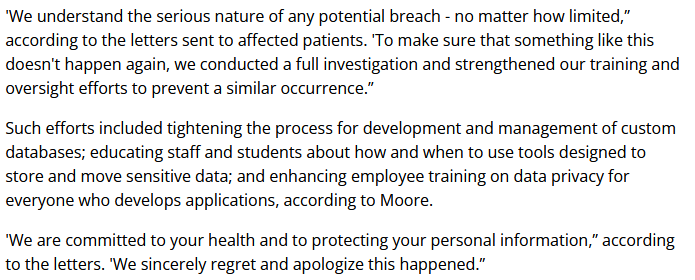 'We understand the serious nature of any potential breach - no matter how limited,”
according to the letters sent to affected patients. 'To make sure that something like this
doesn't happen again, we conducted a full investigation and strengthened our training and
oversight efforts to prevent a similar occurrence.”
Such efforts included tightening the process for development and management of custom
databases; educating staff and students about how and when to use tools designed to
store and move sensitive data; and enhancing employee training on data privacy for
everyone who develops applications, according to Moore.
'We are committed to your health and to protecting your personal information,” according
to the letters. 'We sincerely regret and apologize this happened.”